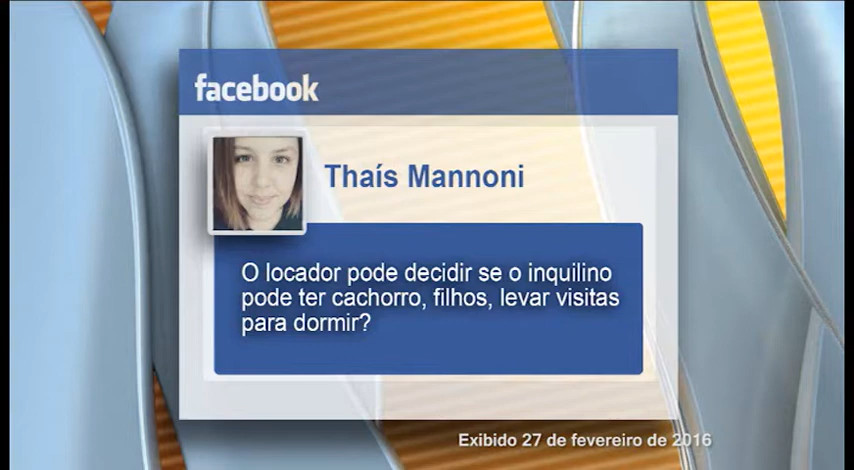 facebook
Thaís Mannoni
O locador pode decidir se o inquilino
pode ter cachorro, filhos, levar visitas
para dormir?
Exibido 27 de fevereiro de 2016